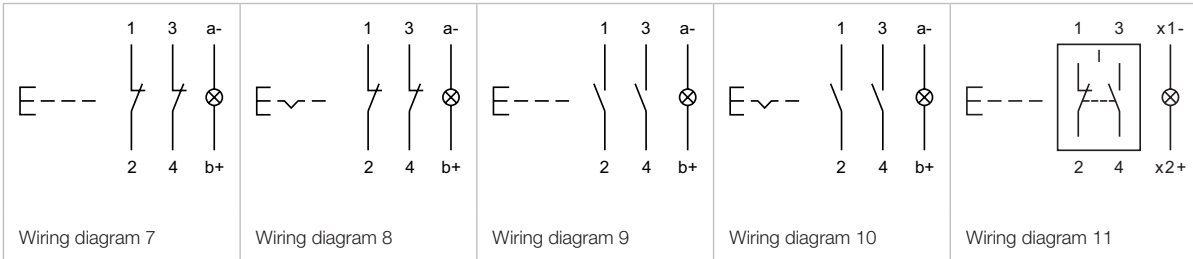 1 3 a-
2 4 b+
Wiring diagram 7
1 3 a-
2 4 b+
Wiring diagram 8
1 3 a-
2 4 b+
Wiring diagram 9
1 3 a-
2 4 b+
Wiring diagram 10
1 3 x1-
2 4 x2+
Wiring diagram 11